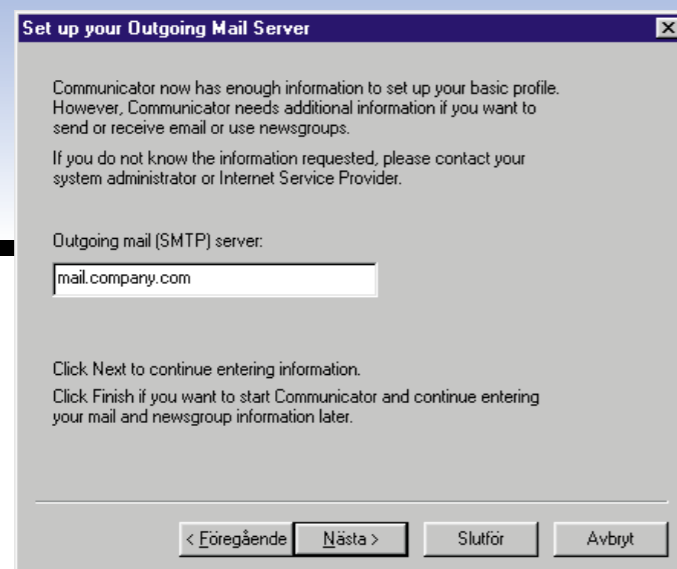 Set up your Outgoing Mail Server
Communicator now has enough information to set up your basic profile.
However, Communicator needs additional information if you want to
send or receive email or use newsgroups.
If you do not know the information requested, please contact your
system administrator or Internet Service Provider.
Outgoing mail (SMTP) server:
mail.company.com
Click Next to continue entering information.
Click Finish if you want to start Communicator and continue entering
your mail and newsgroup information later.
< Föregående
Nästa >
Slutför
Avbryt